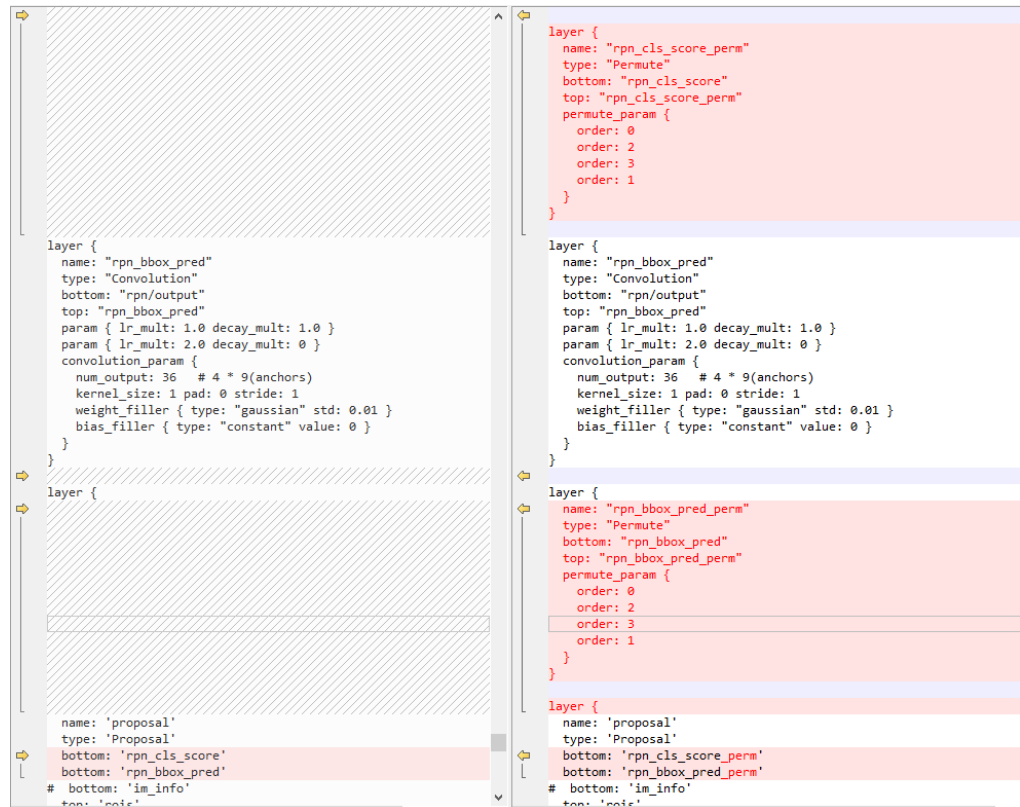 layer {
  name: "rpn_bbox_pred"
  type: "Convolution"
  bottom: "rpn/output"
  top: "rpn_bbox_pred"
  param { lr_mult: 1.0 decay_mult: 1.0 }
  param { lr_mult: 2.0 decay_mult: 0 }
  convolution_param {
    num_output: 36   # 4 * 9(anchors)
    kernel_size: 1 pad: 0 stride: 1
    weight_filler { type: "gaussian" std: 0.01 }
    bias_filler { type: "constant" value: 0 }
  }
}
layer {
  name: 'proposal'
  type: 'Proposal'
  bottom: 'rpn_cls_score'
  bottom: 'rpn_bbox_pred'
#  bottom: 'im_info'
  top: 'rois'
layer {
  name: "rpn_cls_score_perm"
  type: "Permute"
  bottom: "rpn_cls_score"
  top: "rpn_cls_score_perm"
  permute_param {
    order: 0
    order: 2
    order: 3
    order: 1
  }
}
layer {
  name: "rpn_bbox_pred"
  type: "Convolution"
  bottom: "rpn/output"
  top: "rpn_bbox_pred"
  param { lr_mult: 1.0 decay_mult: 1.0 }
  param { lr_mult: 2.0 decay_mult: 0 }
  convolution_param {
    num_output: 36   # 4 * 9(anchors)
    kernel_size: 1 pad: 0 stride: 1
    weight_filler { type: "gaussian" std: 0.01 }
    bias_filler { type: "constant" value: 0 }
  }
}
layer {
  name: "rpn_bbox_pred_perm"
  type: "Permute"
  bottom: "rpn_bbox_pred"
  top: "rpn_bbox_pred_perm"
  permute_param {
    order: 0
    order: 2
    order: 3
    order: 1
  }
}
layer {
  name: 'proposal'
  type: 'Proposal'
  bottom: 'rpn_cls_score_perm'
  bottom: 'rpn_bbox_pred_perm'
#  bottom: 'im_info'
  top: 'rois'